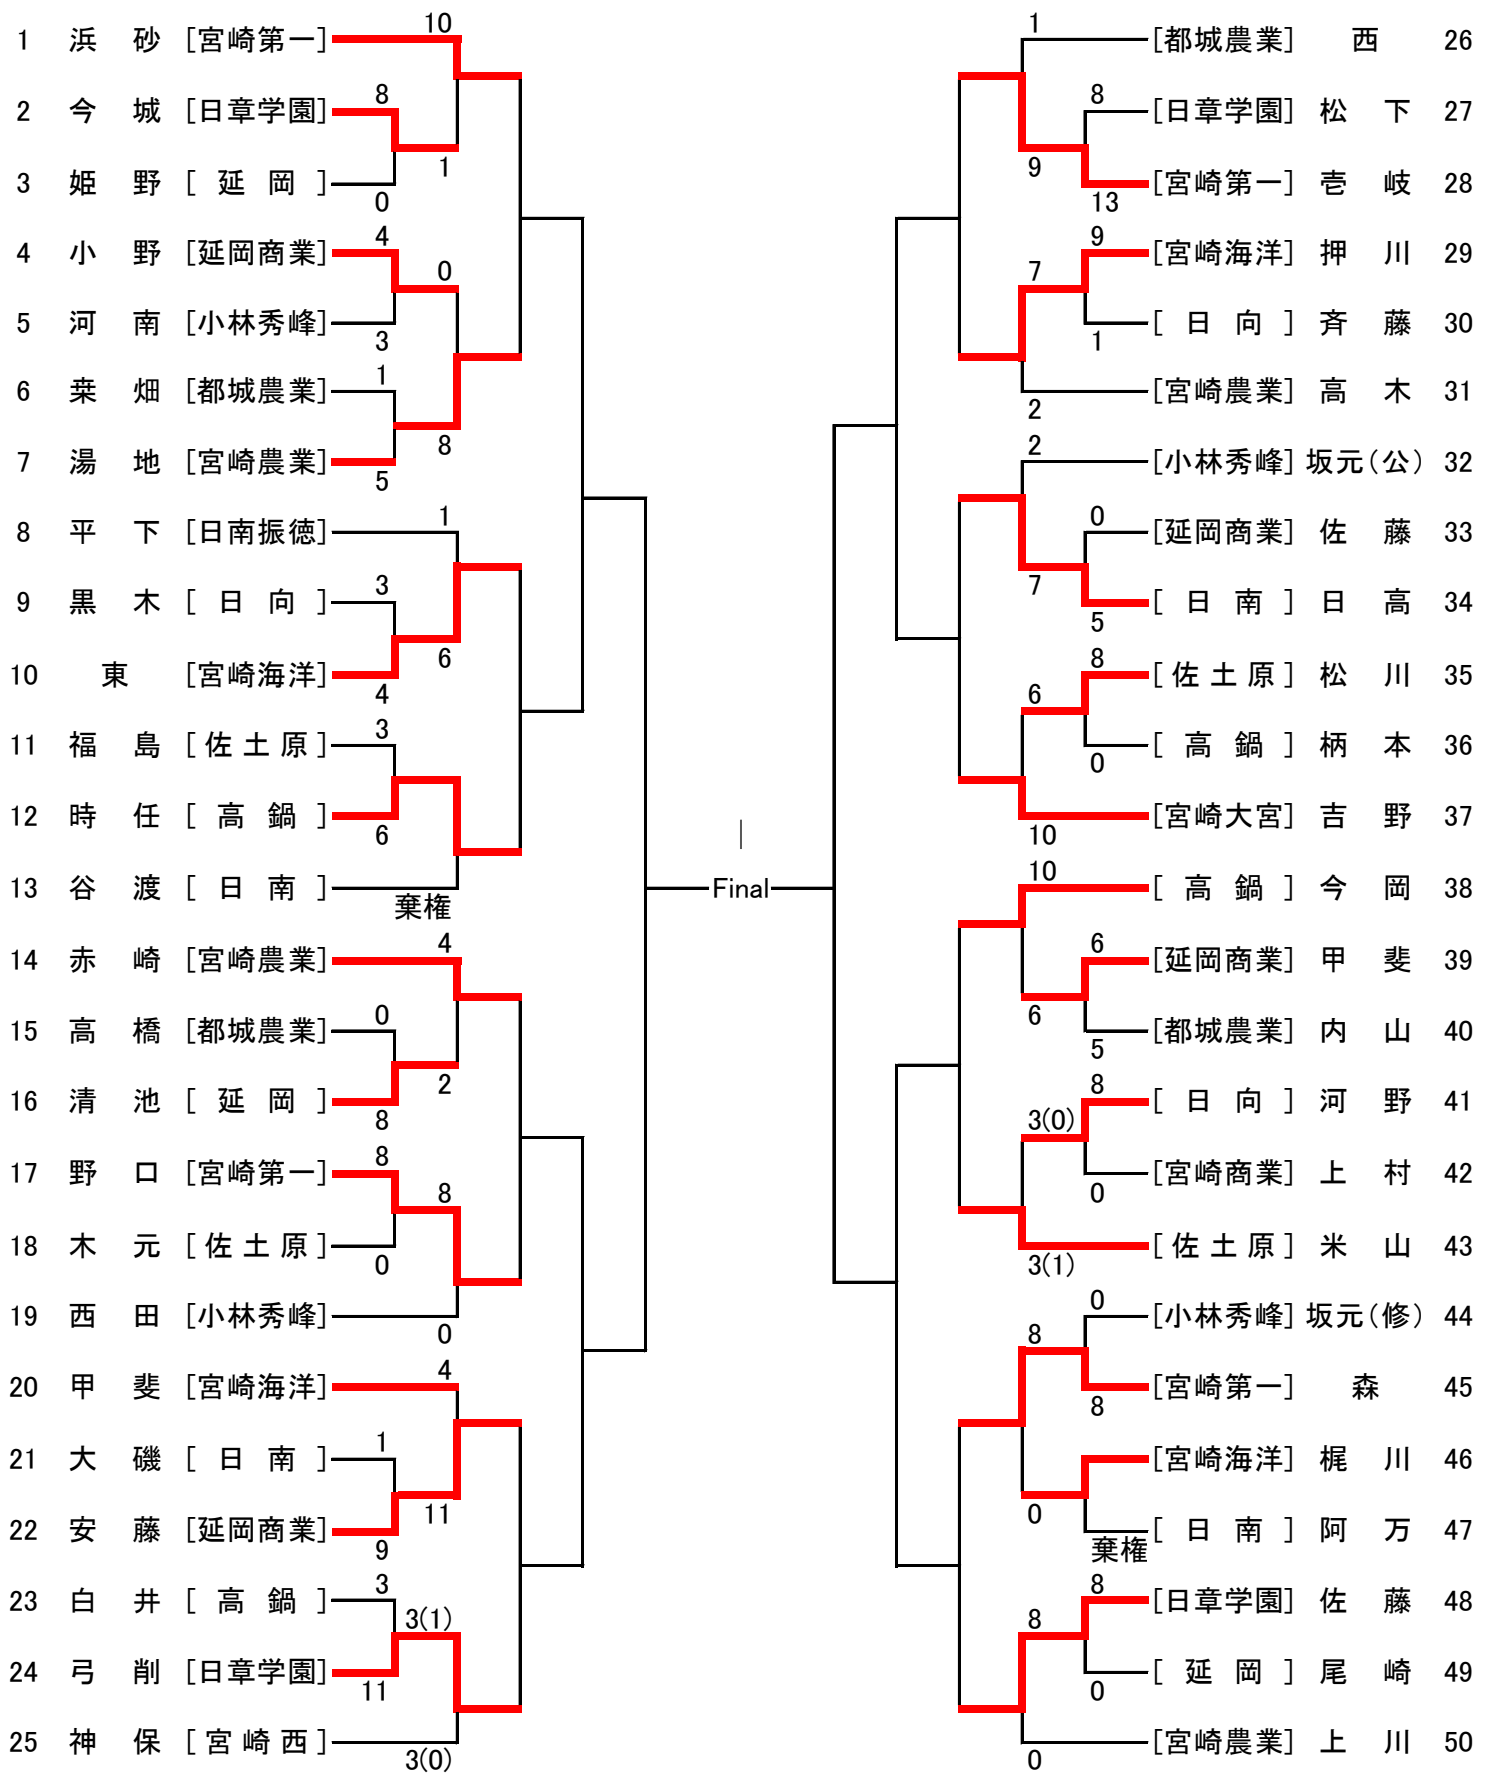 10
1 浜 砂 [宮崎第一]
8
2 今 城 [日章学園]
1
3 姫 野 [ 延 岡 ]
0
4
4 小 野 [延岡商業]
0
5 河 南 [小林秀峰]
3
1
6 桒 畑 [都城農業]
8
7 湯 地 [宮崎農業]
5
1
8 平 下 [日南振徳]
3
9 黒 木 [ 日 向 ]
6
10 東 [宮崎海洋]
4
3
11 福 島 [佐土原]
12 時 任 [ 高 鍋 ]
6
13 谷 渡 [ 日 南 ]
棄権
4
14 赤 崎 [宮崎農業]
0
15 高 橋 [都城農業]
2
16 清 池 [ 延 岡 ]
8
8
17 野 口 [宮崎第一]
8
18 木 元 [佐土原]
0
19 西 田 [小林秀峰]
0
4
20 甲 斐 [宮崎海洋]
1
21 大 磯 [ 日 南 ]
11
22 安 藤 [延岡商業]
9
3
23 白 井 [ 高 鍋 ]
3(1)
24 弓 削 [日章学園]
11
25 神 保 [宮崎西]
3(0)
Final
1
[都城農業] 西 26
8
[日章学園] 松 下 27
9
[宮崎第一] 壱 岐 28
13
9
[宮崎海洋] 押 川 29
7
[ 日 向 ] 斉 藤 30
1
[宮崎農業] 高 木 31
2
2
[小林秀峰] 坂元(公) 32
0
[延岡商業] 佐 藤 33
7
[ 日 南 ] 日 高 34
5
8
[佐土原] 松 川 35
6
[ 高 鍋 ] 柄 本 36
0
[宮崎大宮] 吉 野 37
10
10
[ 高 鍋 ] 今 岡 38
6
[延岡商業] 甲 斐 39
6
[都城農業] 内 山 40
5
8
[ 日 向 ] 河 野 41
3(0)
[宮崎商業] 上 村 42
0
[佐土原] 米 山 43
3(1)
0
[小林秀峰] 坂元(修) 44
8
[宮崎第一] 森 45
8
[宮崎海洋] 梶 川 46
0
[ 日 南 ] 阿 万 47
棄権
8
[日章学園] 佐 藤 48
8
[ 延 岡 ] 尾 崎 49
0
[宮崎農業] 上 川 50
0